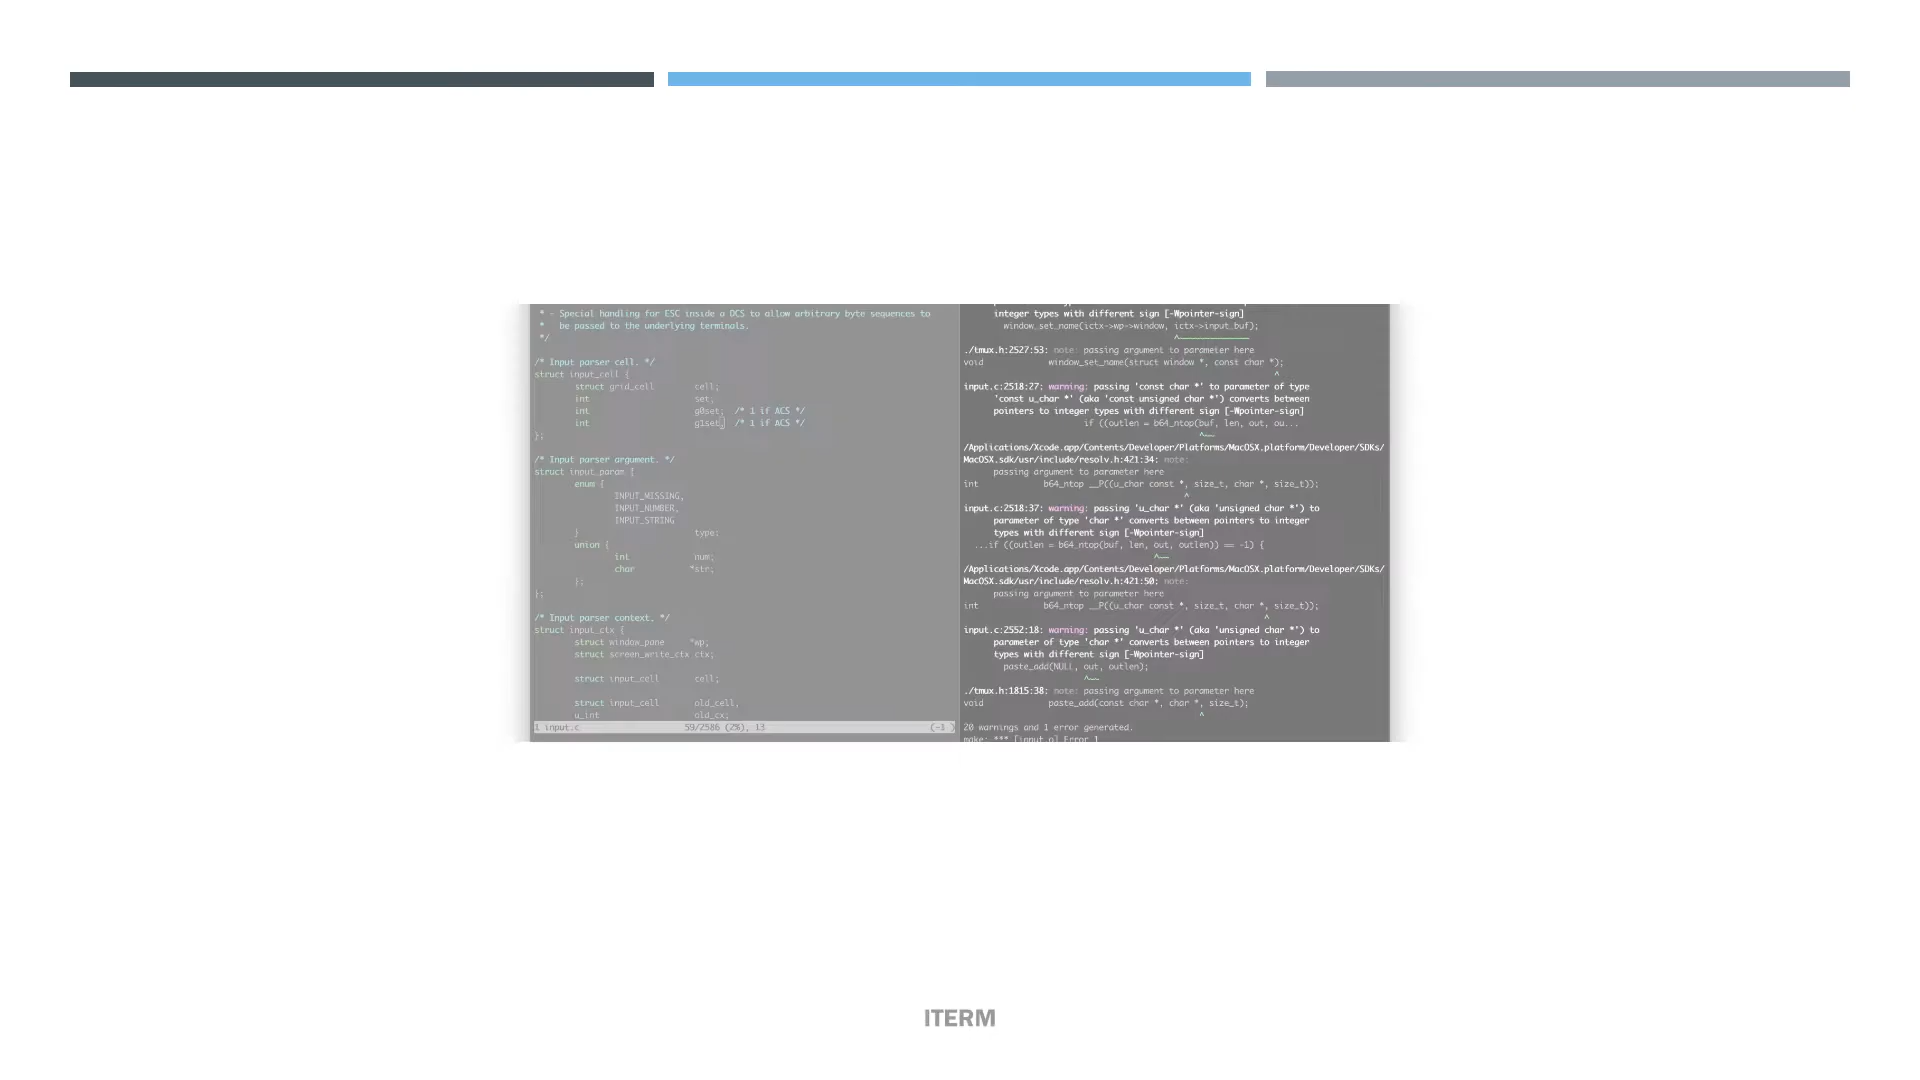 * - Special handling for ESC inside a DCS to allow arbitrary byte sequences to
*   be passed to the underlying terminals.
*/
/* Input parser cell. */
struct input_cell {
struct grid_cell cell;
int set;
int g0set; /* 1 if ACS */
int g1set; /* 1 if ACS */
};
/* Input parser argument. */
struct input_param {
enum {
INPUT_MISSING,
INPUT_NUMBER,
INPUT_STRING
} type;
union {
int num;
char *str;
};
};
/* Input parser context. */
struct input_ctx {
struct window_pane *wp;
struct screen_write_ctx ctx;
struct input_cell cell;
struct input_cell old_cell;
u_int old_cx;
1 input.c 59/2586 (2%), 13 (-1 )
integer types with different sign [-Wpointer-sign]
window_set_name(ictx->wp->window, ictx->input_buf);
^~~~~~~~~~~~~~~
./tmux.h:2527:53: note: passing argument to parameter here
void window_set_name(struct window *, const char *);
^
input.c:2518:27: warning: passing 'const char *' to parameter of type
'const u_char *' (aka 'const unsigned char *') converts between
pointers to integer types with different sign [-Wpointer-sign]
if ((outlen = b64_ntop(buf, len, out, ou...
^~~
/Applications/Xcode.app/Contents/Developer/Platforms/MacOSX.platform/Developer/SDKs/
MacOSX.sdk/usr/include/resolv.h:421:34: note:
passing argument to parameter here
int b64_ntop __P((u_char const *, size_t, char *, size_t));
^
input.c:2518:37: warning: passing 'u_char *' (aka 'unsigned char *') to
parameter of type 'char *' converts between pointers to integer
types with different sign [-Wpointer-sign]
...if ((outlen = b64_ntop(buf, len, out, outlen)) == -1) {
^~~
/Applications/Xcode.app/Contents/Developer/Platforms/MacOSX.platform/Developer/SDKs/
MacOSX.sdk/usr/include/resolv.h:421:50: note:
passing argument to parameter here
int b64_ntop __P((u_char const *, size_t, char *, size_t));
^
input.c:2552:18: warning: passing 'u_char *' (aka 'unsigned char *') to
parameter of type 'char *' converts between pointers to integer
types with different sign [-Wpointer-sign]
paste_add(NULL, out, outlen);
^~~
./tmux.h:1815:38: note: passing argument to parameter here
void paste_add(const char *, char *, size_t);
^
20 warnings and 1 error generated.
make: *** [input.o] Error 1
ITERM